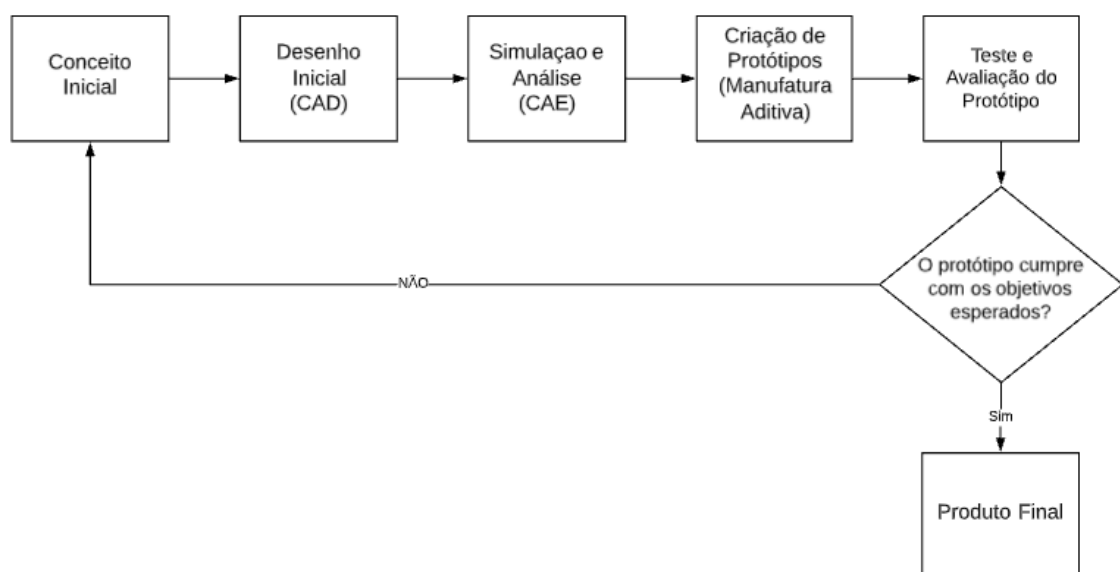 Conceito
Inicial
Desenho
Inicial
(CAD)
Simulaçao e
Análise
(CAE)
Criação de
Protótipos
(Manufatura
Aditiva)
Teste e
Avaliação do
Protótipo
O protótipo cumpre
com os objetivos
esperados?
NÃO
Sim
Produto Final